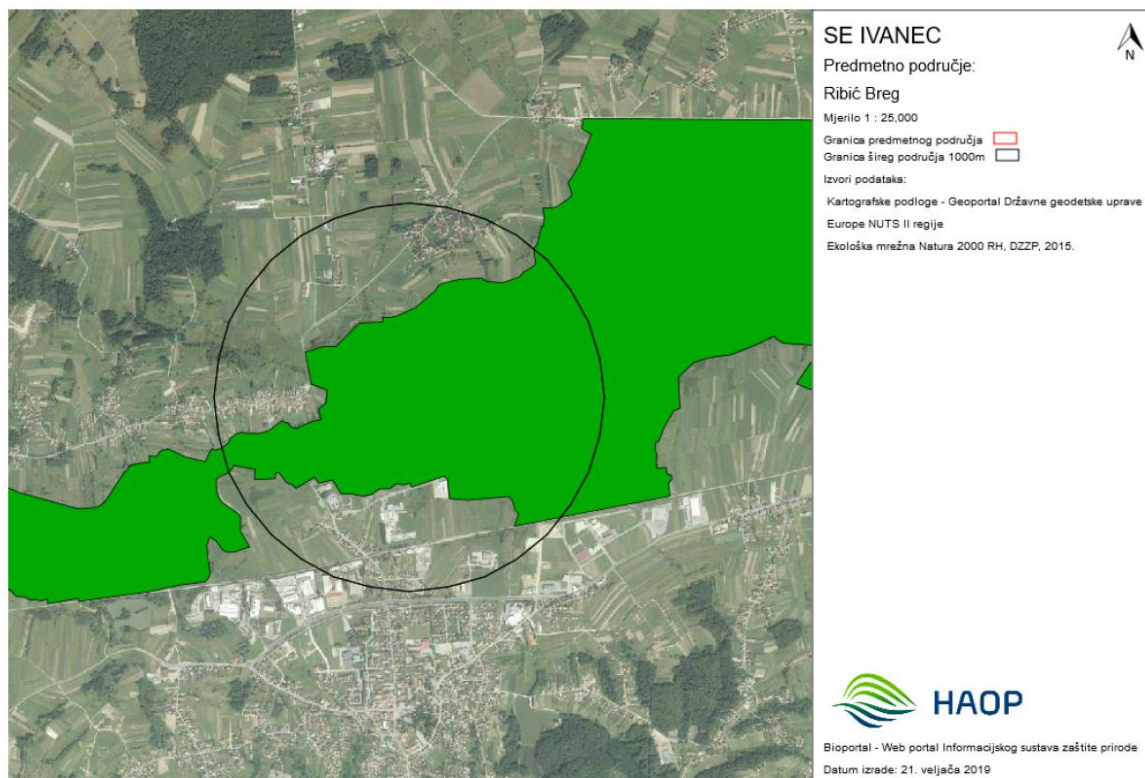 SE IVANEC
N
Predmetno područje:
Ribić Breg
Mjerilo 1 : 25,000
Granica predmetnog područja
Granica šireg područja 1000m
Izvori podataka:
Kartografske podloge - Geoportal Državne geodetske uprave
Europe NUTS II regije
Ekološka mrežna Natura 2000 RH, DZZP, 2015.
HAOP
Bioportal - Web portal Informacijskog sustava zaštite prirode
Datum izrade: 21. veljača 2019